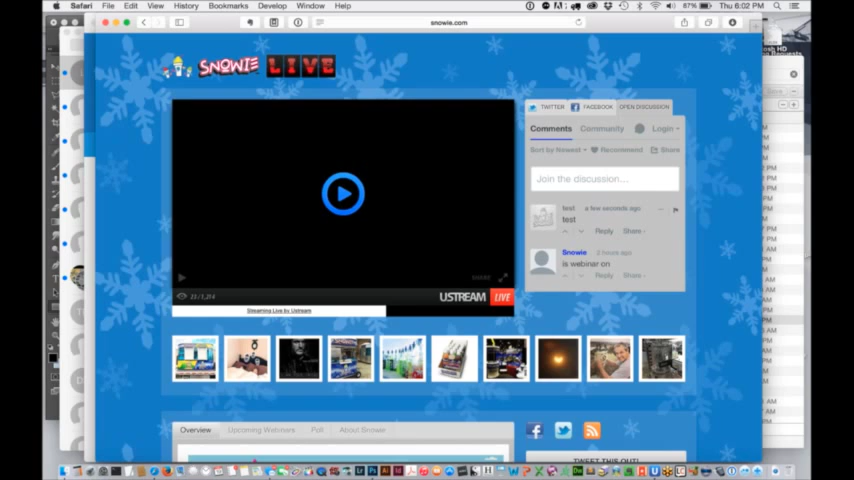 Safari File Edit View History Bookmarks Develop Window Help
87% Thu 6:02 PM
snowie.com
SNOWIE LIVE
TWITTER FACEBOOK OPEN DISCUSSION
Comments Community Login
Sort by Newest Recommend Share
Join the discussion...
test a few seconds ago
test
Reply Share
Snowie 2 hours ago
is webinar on
Reply Share
SHARE
USTREAM LIVE
Streaming Live by Ustream
Overview Upcoming Webinars Poll About Snowie
TWEET THIS OUT!